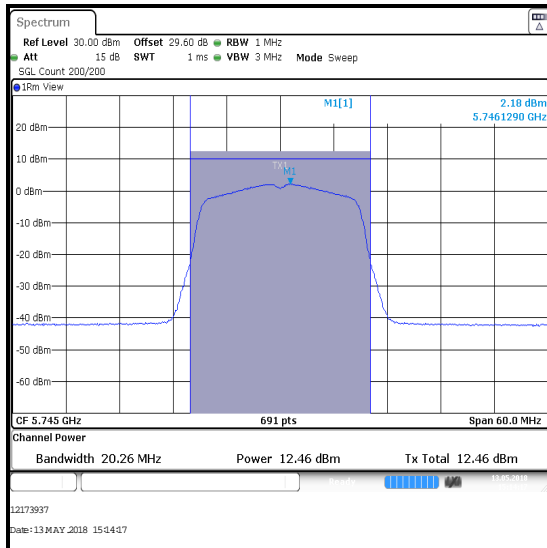 Spectrum
Ref Level 30.00 dBm Offset 29.60 dB RBW 1 MHz
Att 15 dB SWT 1 ms VBW 3 MHz Mode Sweep
SGL Count 200/200
1Rm View
M1[1] 2.18 dBm
5.7461290 GHz
20 dBm
10 dBm
TX1
M1
0 dBm
-10 dBm
-20 dBm
-30 dBm
-40 dBm
-50 dBm
-60 dBm
CF 5.745 GHz 691 pts Span 60.0 MHz
Channel Power
Bandwidth 20.26 MHz Power 12.46 dBm Tx Total 12.46 dBm
Ready 13.05.2018
12173937
Date: 13 MAY 2018 15:14:17